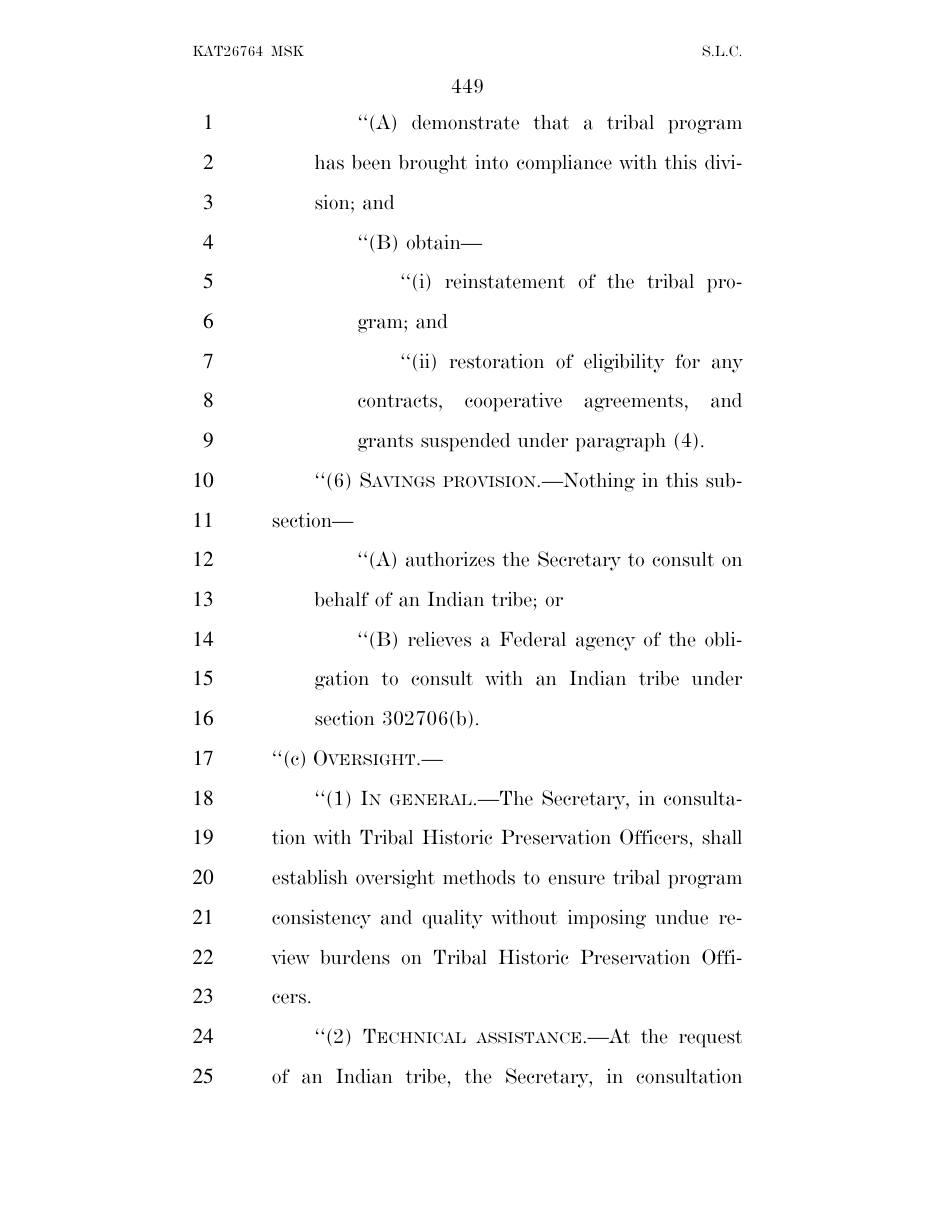 KAT26764 MSK S.L.C.
449
1 ‘‘(A) demonstrate that a tribal program
2 has been brought into compliance with this divi-
3 sion; and
4 ‘‘(B) obtain—
5 ‘‘(i) reinstatement of the tribal pro-
6 gram; and
7 ‘‘(ii) restoration of eligibility for any
8 contracts, cooperative agreements, and
9 grants suspended under paragraph (4).
10 ‘‘(6) SAVINGS PROVISION.—Nothing in this sub-
11 section—
12 ‘‘(A) authorizes the Secretary to consult on
13 behalf of an Indian tribe; or
14 ‘‘(B) relieves a Federal agency of the obli-
15 gation to consult with an Indian tribe under
16 section 302706(b).
17 ‘‘(c) OVERSIGHT.—
18 ‘‘(1) IN GENERAL.—The Secretary, in consulta-
19 tion with Tribal Historic Preservation Officers, shall
20 establish oversight methods to ensure tribal program
21 consistency and quality without imposing undue re-
22 view burdens on Tribal Historic Preservation Offi-
23 cers.
24 ‘‘(2) TECHNICAL ASSISTANCE.—At the request
25 of an Indian tribe, the Secretary, in consultation